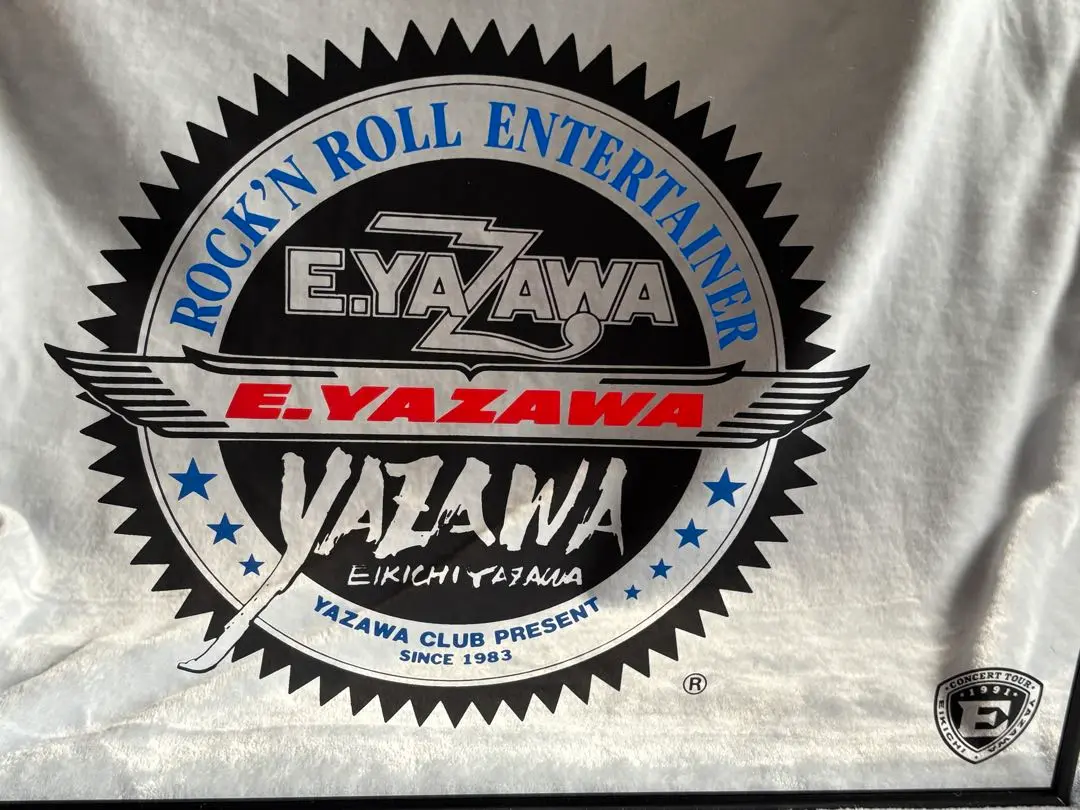 ROCK'N ROLL ENTERTAINER
E.YAZAWA
E.YAZAWA
YAZAWA
EIKICHI YAZAWA
YAZAWA CLUB PRESENT
SINCE 1983
®
CONCERT TOUR
1991
E
EIKICHI YAZAWA